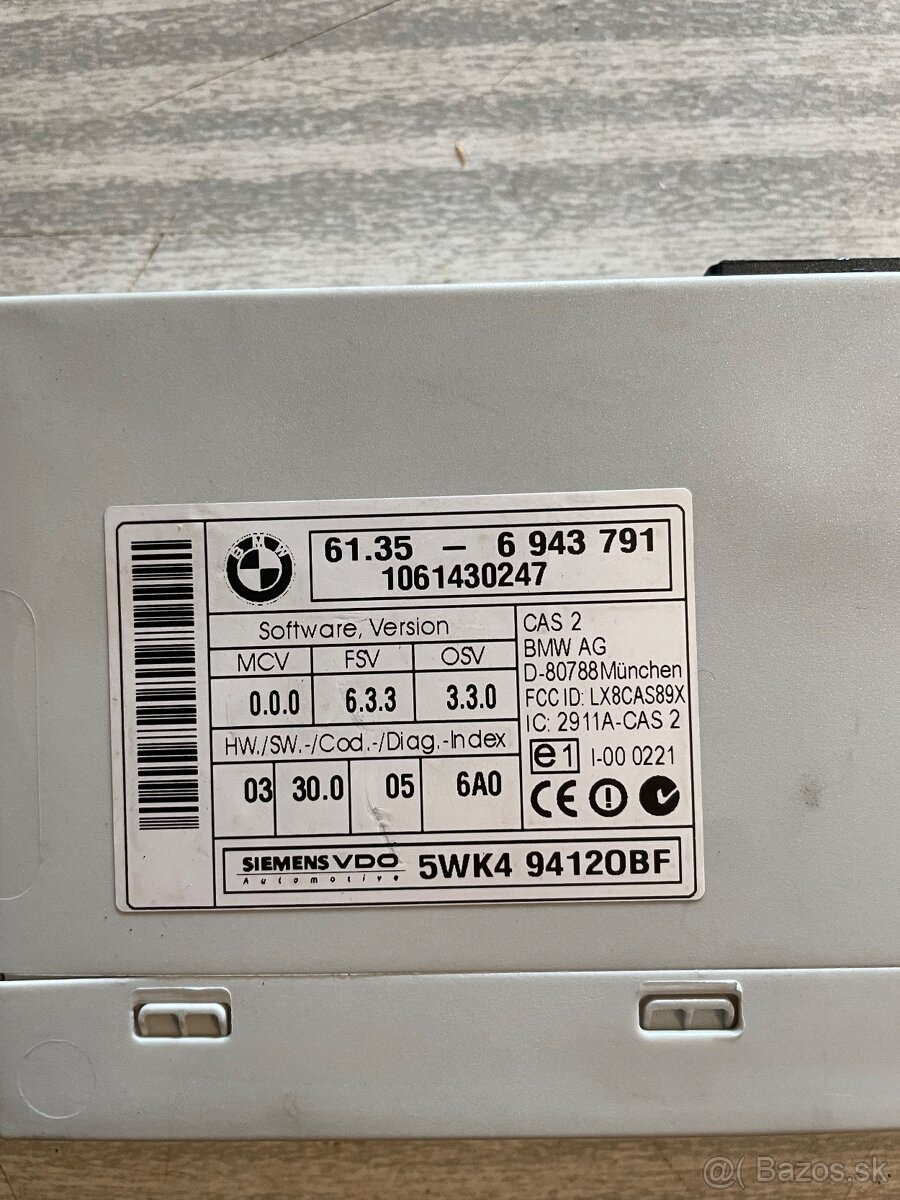 BMW
61.35 – 6 943 791
1061430247
Software, Version
MCV FSV OSV
0.0.0 6.3.3 3.3.0
HW./SW.-/Cod.-/Diag.-Index
03 30.0 05 6A0
CAS 2
BMW AG
D-80788 München
FCC ID: LX8CAS89X
IC: 2911A-CAS 2
e1 I-00 0221
CE
SIEMENS VDO
Automotive
5WK4 94120BF
@( Bazos.sk